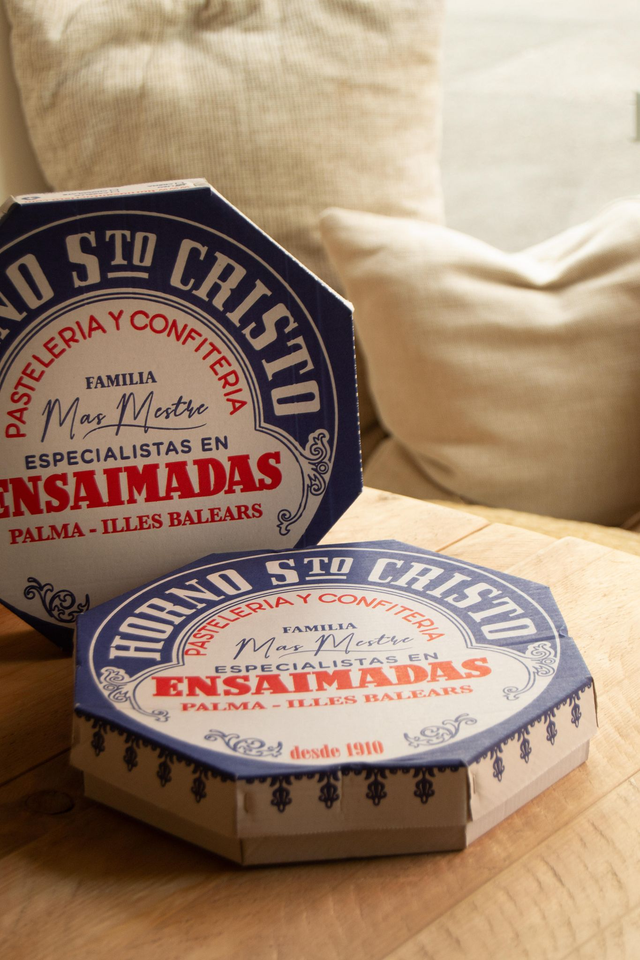 RNO STO CRISTO
PASTELERIA Y CONFITERIA
FAMILIA
Mas Mestre
ESPECIALISTAS EN
ENSAIMADAS
PALMA - ILLES BALEARS
HORNO STO CRISTO
PASTELERIA Y CONFITERIA
FAMILIA
Mas Mestre
ESPECIALISTAS EN
ENSAIMADAS
PALMA - ILLES BALEARS
desde 1910